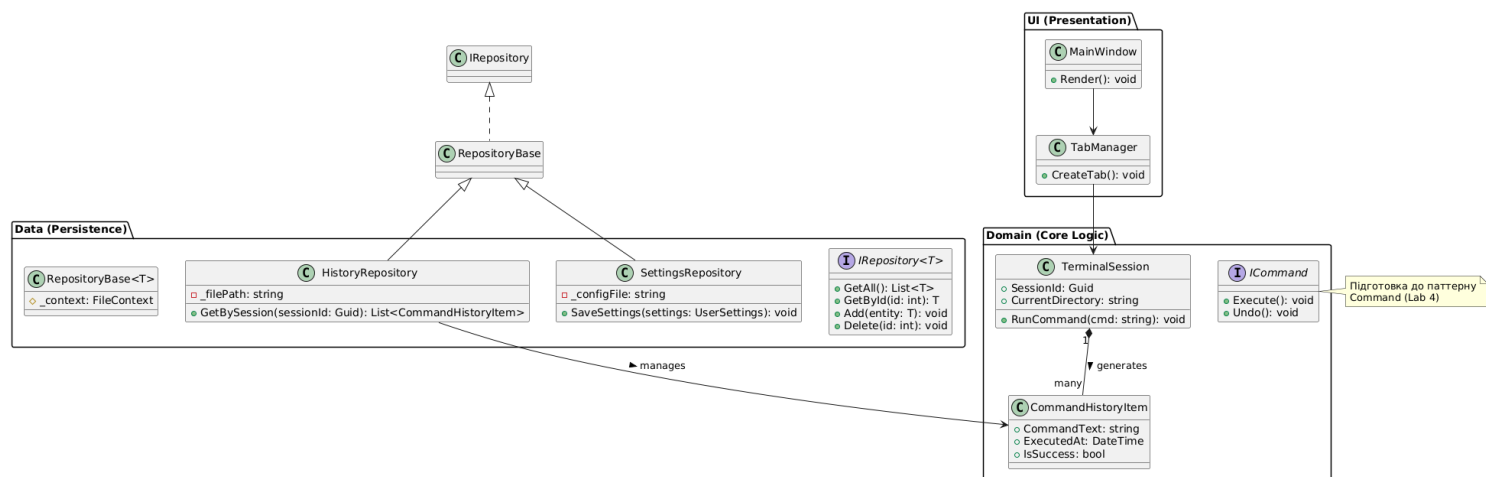 UI (Presentation)
C MainWindow
Render(): void
C IRepository
C RepositoryBase
C TabManager
CreateTab(): void
Data (Persistence)
C RepositoryBase<T>
_context: FileContext
C HistoryRepository
_filePath: string
GetBySession(sessionId: Guid): List<CommandHistoryItem>
C SettingsRepository
_configFile: string
SaveSettings(settings: UserSettings): void
I IRepository<T>
GetAll(): List<T>
GetById(id: int): T
Add(entity: T): void
Delete(id: int): void
Domain (Core Logic)
C TerminalSession
SessionId: Guid
CurrentDirectory: string
RunCommand(cmd: string): void
I ICommand
Execute(): void
Undo(): void
Підготовка до паттерну
Command (Lab 4)
1
generates
many
manages
C CommandHistoryItem
CommandText: string
ExecutedAt: DateTime
IsSuccess: bool